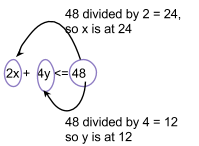 48 divided by 2 = 24,
so x is at 24
2x + 4y <= 48
48 divided by 4 = 12
so y is at 12